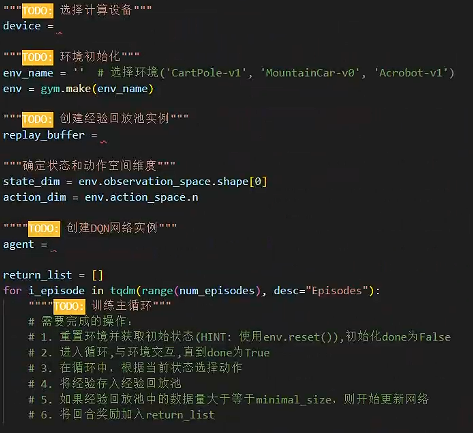 """TODO: 选择计算设备"""
device =
"""TODO: 环境初始化"""
env_name = ''  # 选择环境('CartPole-v1', 'MountainCar-v0', 'Acrobot-v1')
env = gym.make(env_name)
"""TODO: 创建经验回放池实例"""
replay_buffer =
"""确定状态和动作空间维度"""
state_dim = env.observation_space.shape[0]
action_dim = env.action_space.n
""""TODO: 创建DQN网络实例"""
agent =
return_list = []
for i_episode in tqdm(range(num_episodes), desc="Episodes"):
    """"TODO: 训练主循环"""
    # 需要完成的操作:
    # 1. 重置环境并获取初始状态(HINT: 使用env.reset()),初始化done为False
    # 2. 进入循环,与环境交互,直到done为True
    # 3. 在循环中，根据当前状态选择动作
    # 4. 将经验存入经验回放池
    # 5. 如果经验回放池中的数据量大于等于minimal_size，则开始更新网络
    # 6. 将回合奖励加入return_list